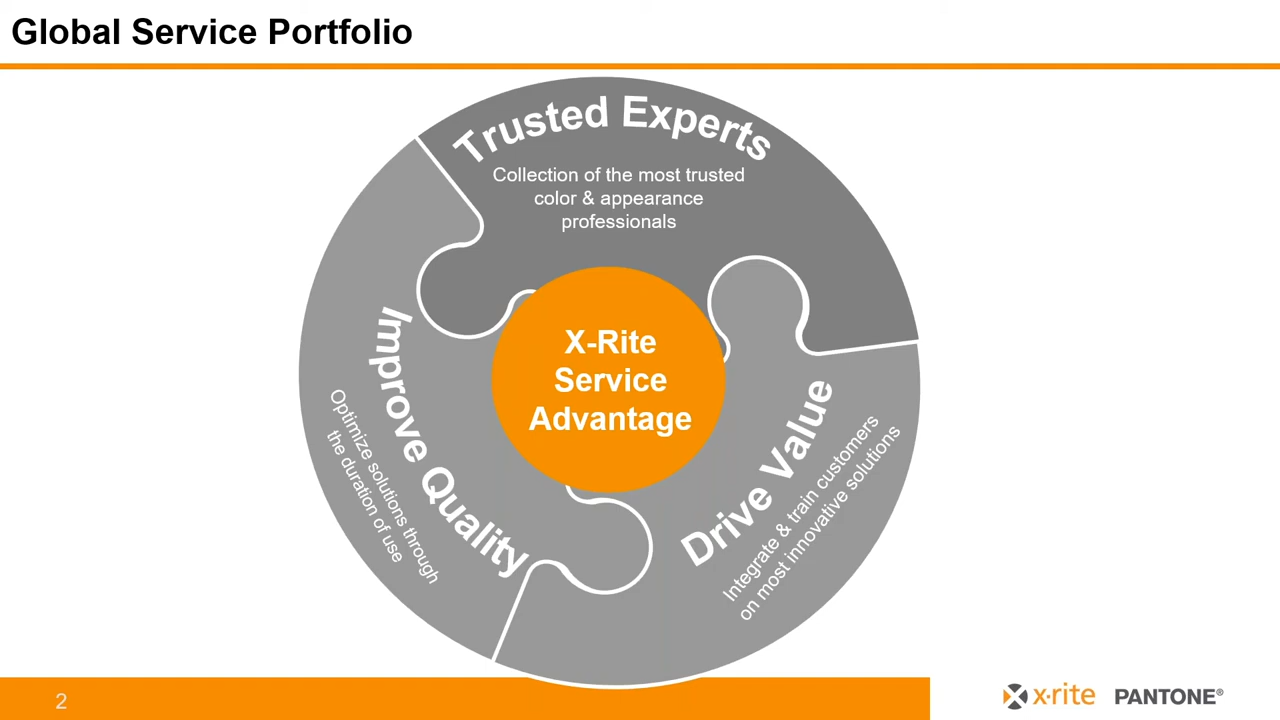 Global Service Portfolio
Trusted Experts
Collection of the most trusted
color & appearance
professionals
X-Rite
Service
Advantage
Improve Quality
Optimize solutions through
the duration of use
Drive Value
Integrate & train customers
on most innovative solutions
2
x·rite PANTONE®